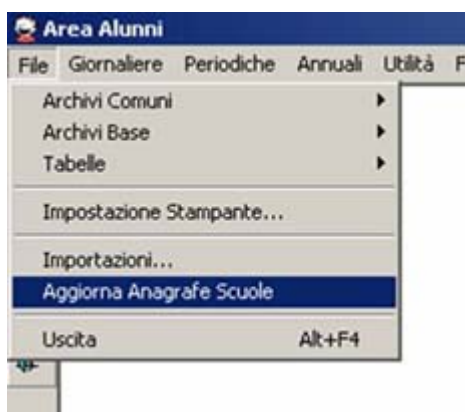 Area Alunni
File Giornaliere Periodiche Annuali Utilità F
Archivi Comuni
Archivi Base
Tabelle
Impostazione Stampante...
Importazioni...
Aggiorna Anagrafe Scuole
Uscita Alt+F4